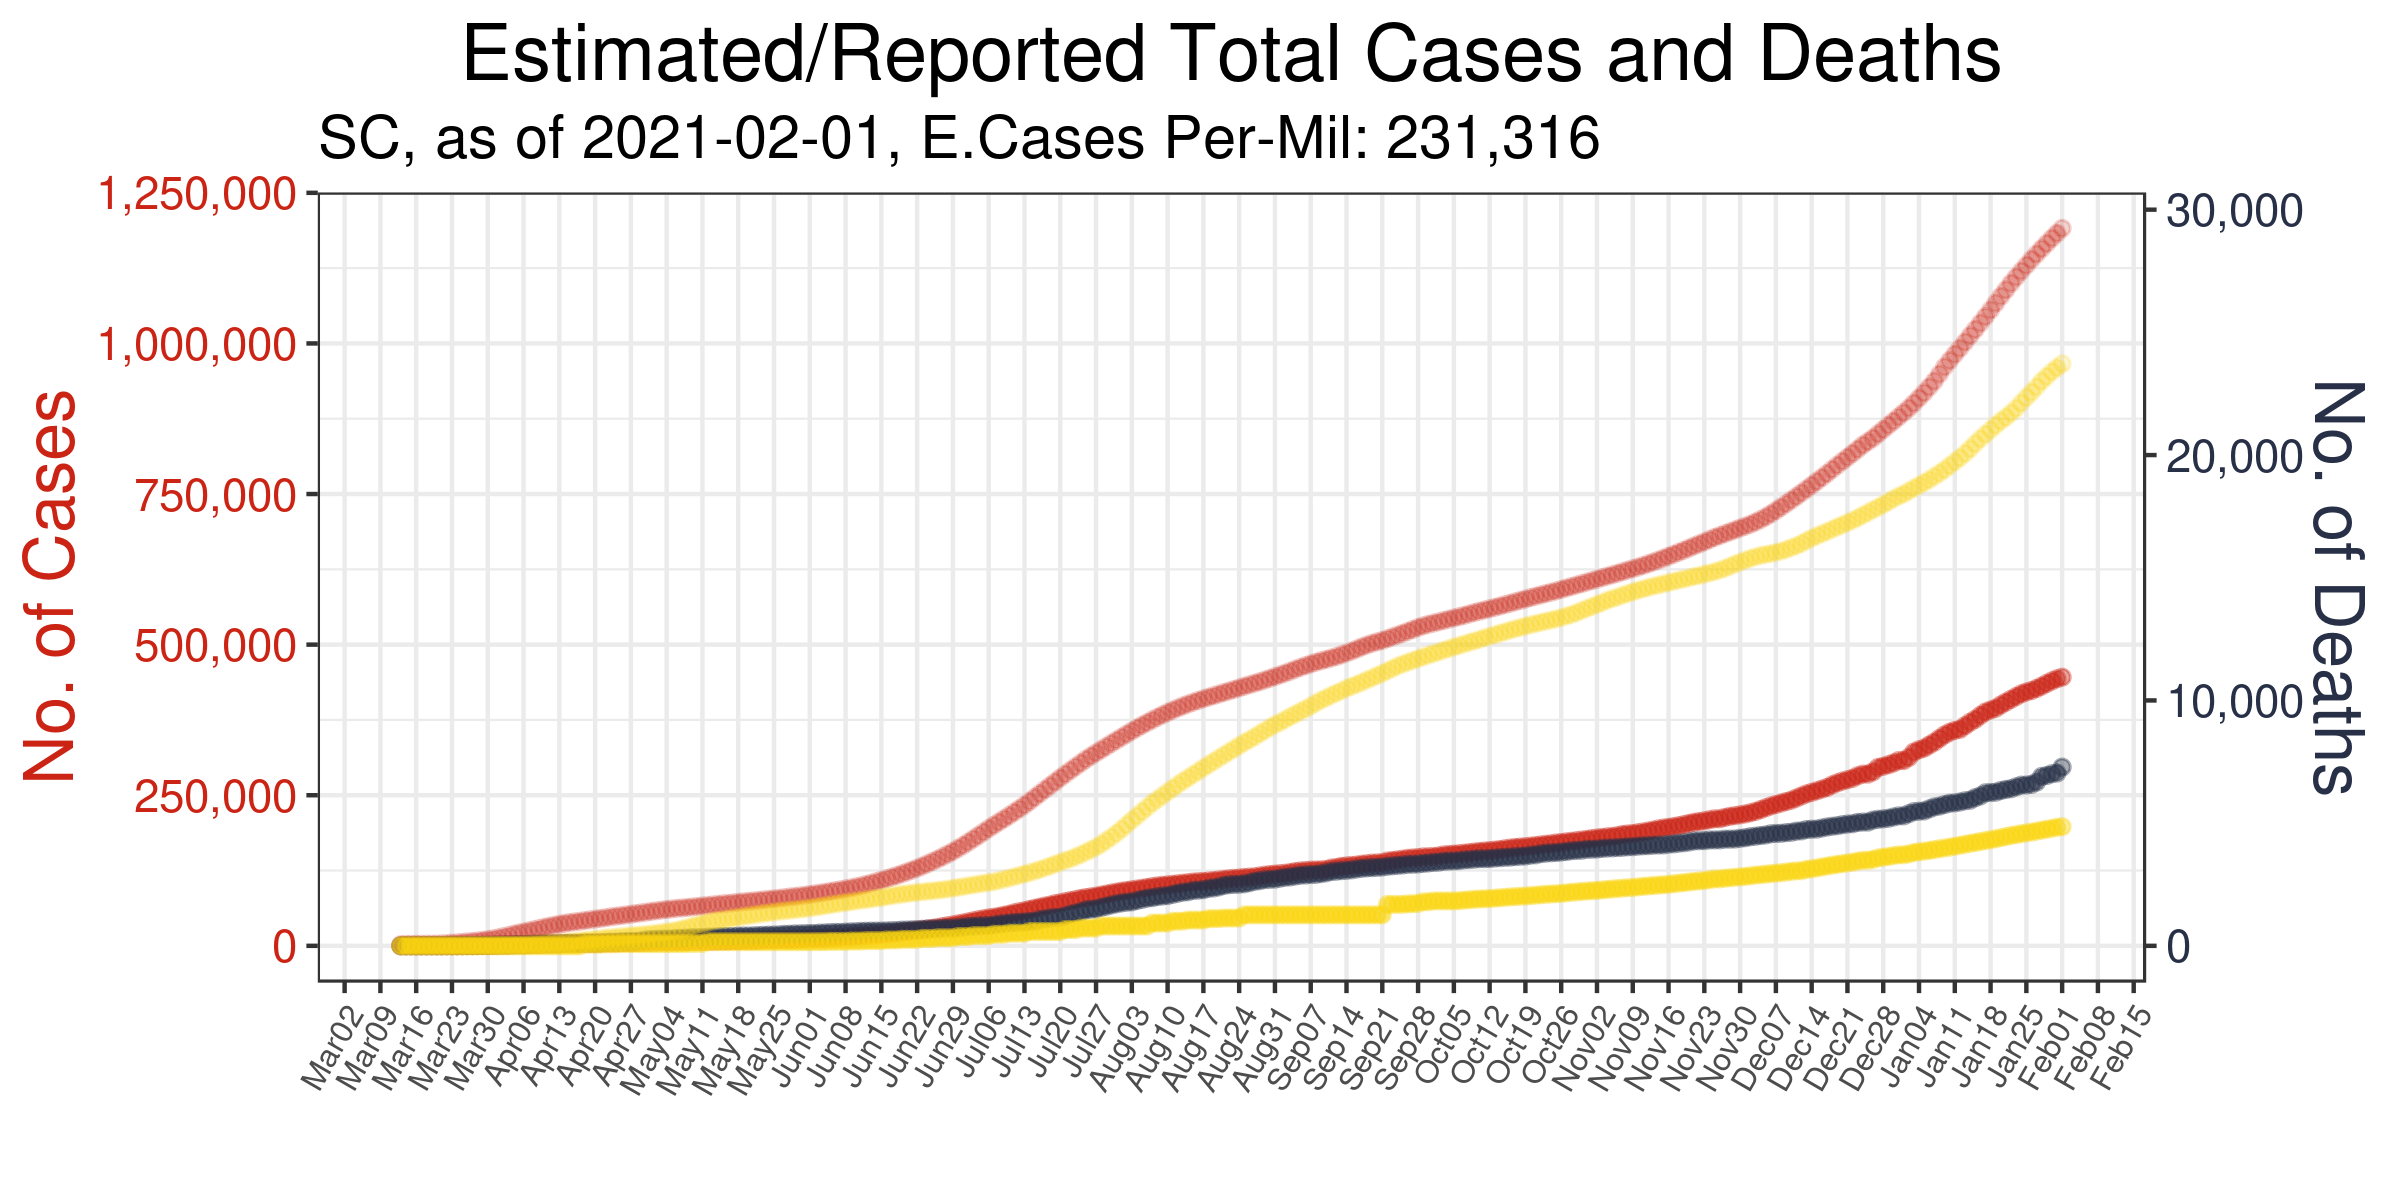 Estimated/Reported Total Cases and Deaths
SC, as of 2021-02-01, E.Cases Per-Mil: 231,316
No. of Cases
1,250,000
1,000,000
750,000
500,000
250,000
0
30,000
20,000
10,000
0
No. of Deaths
Mar02 Mar09 Mar16 Mar23 Mar30 Apr06 Apr13 Apr20 Apr27 May04 May11 May18 May25 Jun01 Jun08 Jun15 Jun22 Jun29 Jul06 Jul13 Jul20 Jul27 Aug03 Aug10 Aug17 Aug24 Aug31 Sep07 Sep14 Sep21 Sep28 Oct05 Oct12 Oct19 Oct26 Nov02 Nov09 Nov16 Nov23 Nov30 Dec07 Dec14 Dec21 Dec28 Jan04 Jan11 Jan18 Jan25 Feb01 Feb08 Feb15